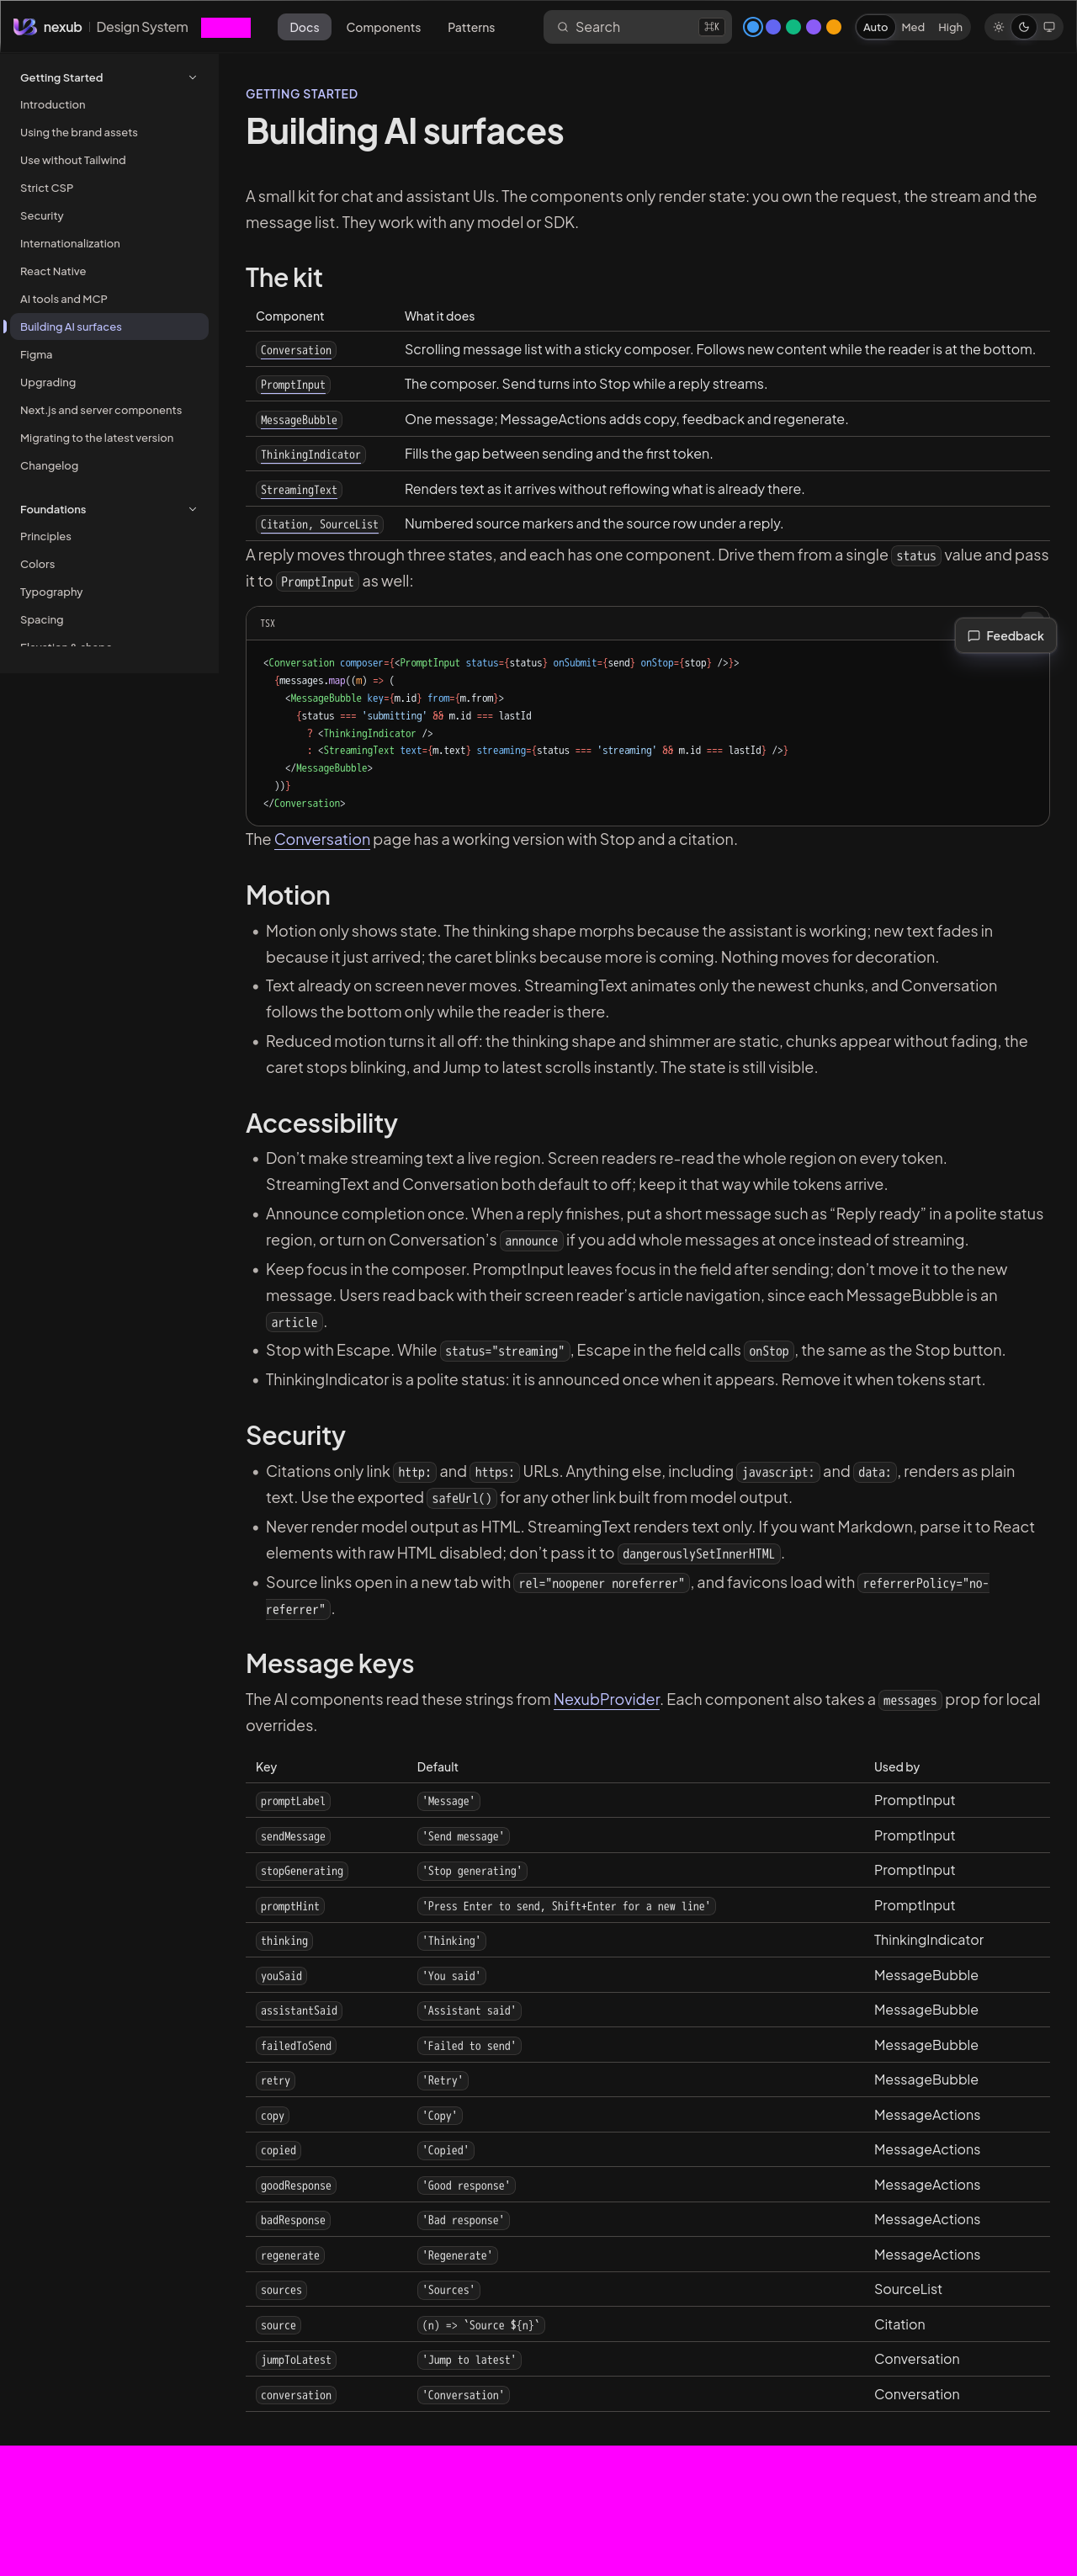 nexub Design System
Docs Components Patterns
Search ⌘K
Auto Med High
Getting Started
Introduction
Using the brand assets
Use without Tailwind
Strict CSP
Security
Internationalization
React Native
AI tools and MCP
Building AI surfaces
Figma
Upgrading
Next.js and server components
Migrating to the latest version
Changelog
Foundations
Principles
Colors
Typography
Spacing
GETTING STARTED
Building AI surfaces
A small kit for chat and assistant UIs. The components only render state: you own the request, the stream and the
message list. They work with any model or SDK.
The kit
Component What it does
Conversation Scrolling message list with a sticky composer. Follows new content while the reader is at the bottom.
PromptInput The composer. Send turns into Stop while a reply streams.
MessageBubble One message; MessageActions adds copy, feedback and regenerate.
ThinkingIndicator Fills the gap between sending and the first token.
StreamingText Renders text as it arrives without reflowing what is already there.
Citation, SourceList Numbered source markers and the source row under a reply.
A reply moves through three states, and each has one component. Drive them from a single status value and pass
it to PromptInput as well:
TSX
Feedback
<Conversation composer={<PromptInput status={status} onSubmit={send} onStop={stop} />}>
{messages.map((m) => (
<MessageBubble key={m.id} from={m.from}>
{status === 'submitting' && m.id === lastId
? <ThinkingIndicator />
: <StreamingText text={m.text} streaming={status === 'streaming' && m.id === lastId} />}
</MessageBubble>
))}
</Conversation>
The Conversation page has a working version with Stop and a citation.
Motion
• Motion only shows state. The thinking shape morphs because the assistant is working; new text fades in
because it just arrived; the caret blinks because more is coming. Nothing moves for decoration.
• Text already on screen never moves. StreamingText animates only the newest chunks, and Conversation
follows the bottom only while the reader is there.
• Reduced motion turns it all off: the thinking shape and shimmer are static, chunks appear without fading, the
caret stops blinking, and Jump to latest scrolls instantly. The state is still visible.
Accessibility
• Don’t make streaming text a live region. Screen readers re-read the whole region on every token.
StreamingText and Conversation both default to off; keep it that way while tokens arrive.
• Announce completion once. When a reply finishes, put a short message such as “Reply ready” in a polite status
region, or turn on Conversation’s announce if you add whole messages at once instead of streaming.
• Keep focus in the composer. PromptInput leaves focus in the field after sending; don’t move it to the new
message. Users read back with their screen reader’s article navigation, since each MessageBubble is an
article.
• Stop with Escape. While status="streaming", Escape in the field calls onStop, the same as the Stop button.
• ThinkingIndicator is a polite status: it is announced once when it appears. Remove it when tokens start.
Security
• Citations only link http: and https: URLs. Anything else, including javascript: and data:, renders as plain
text. Use the exported safeUrl() for any other link built from model output.
• Never render model output as HTML. StreamingText renders text only. If you want Markdown, parse it to React
elements with raw HTML disabled; don’t pass it to dangerouslySetInnerHTML.
• Source links open in a new tab with rel="noopener noreferrer", and favicons load with referrerPolicy="no-
referrer".
Message keys
The AI components read these strings from NexubProvider. Each component also takes a messages prop for local
overrides.
Key Default Used by
promptLabel 'Message' PromptInput
sendMessage 'Send message' PromptInput
stopGenerating 'Stop generating' PromptInput
promptHint 'Press Enter to send, Shift+Enter for a new line' PromptInput
thinking 'Thinking' ThinkingIndicator
youSaid 'You said' MessageBubble
assistantSaid 'Assistant said' MessageBubble
failedToSend 'Failed to send' MessageBubble
retry 'Retry' MessageBubble
copy 'Copy' MessageActions
copied 'Copied' MessageActions
goodResponse 'Good response' MessageActions
badResponse 'Bad response' MessageActions
regenerate 'Regenerate' MessageActions
sources 'Sources' SourceList
source (n) => `Source ${n}` Citation
jumpToLatest 'Jump to latest' Conversation
conversation 'Conversation' Conversation